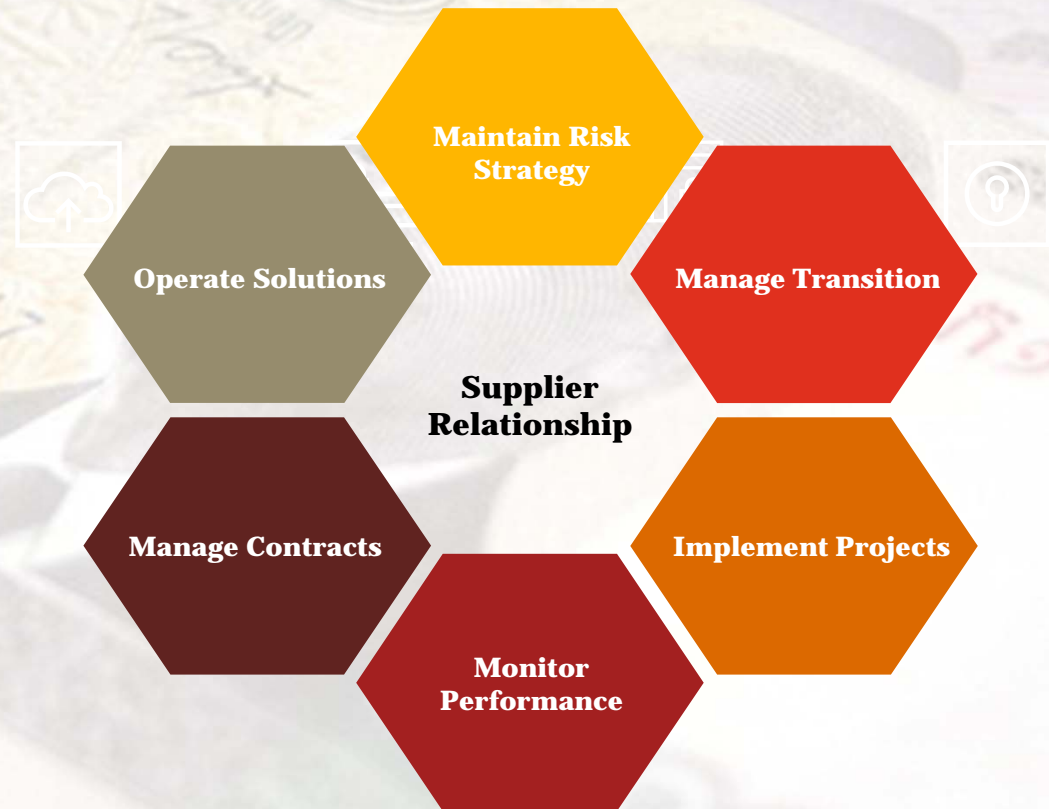 Maintain Risk
Strategy
Operate Solutions
Manage Transition
Supplier
Relationship
Manage Contracts
Implement Projects
Monitor
Performance